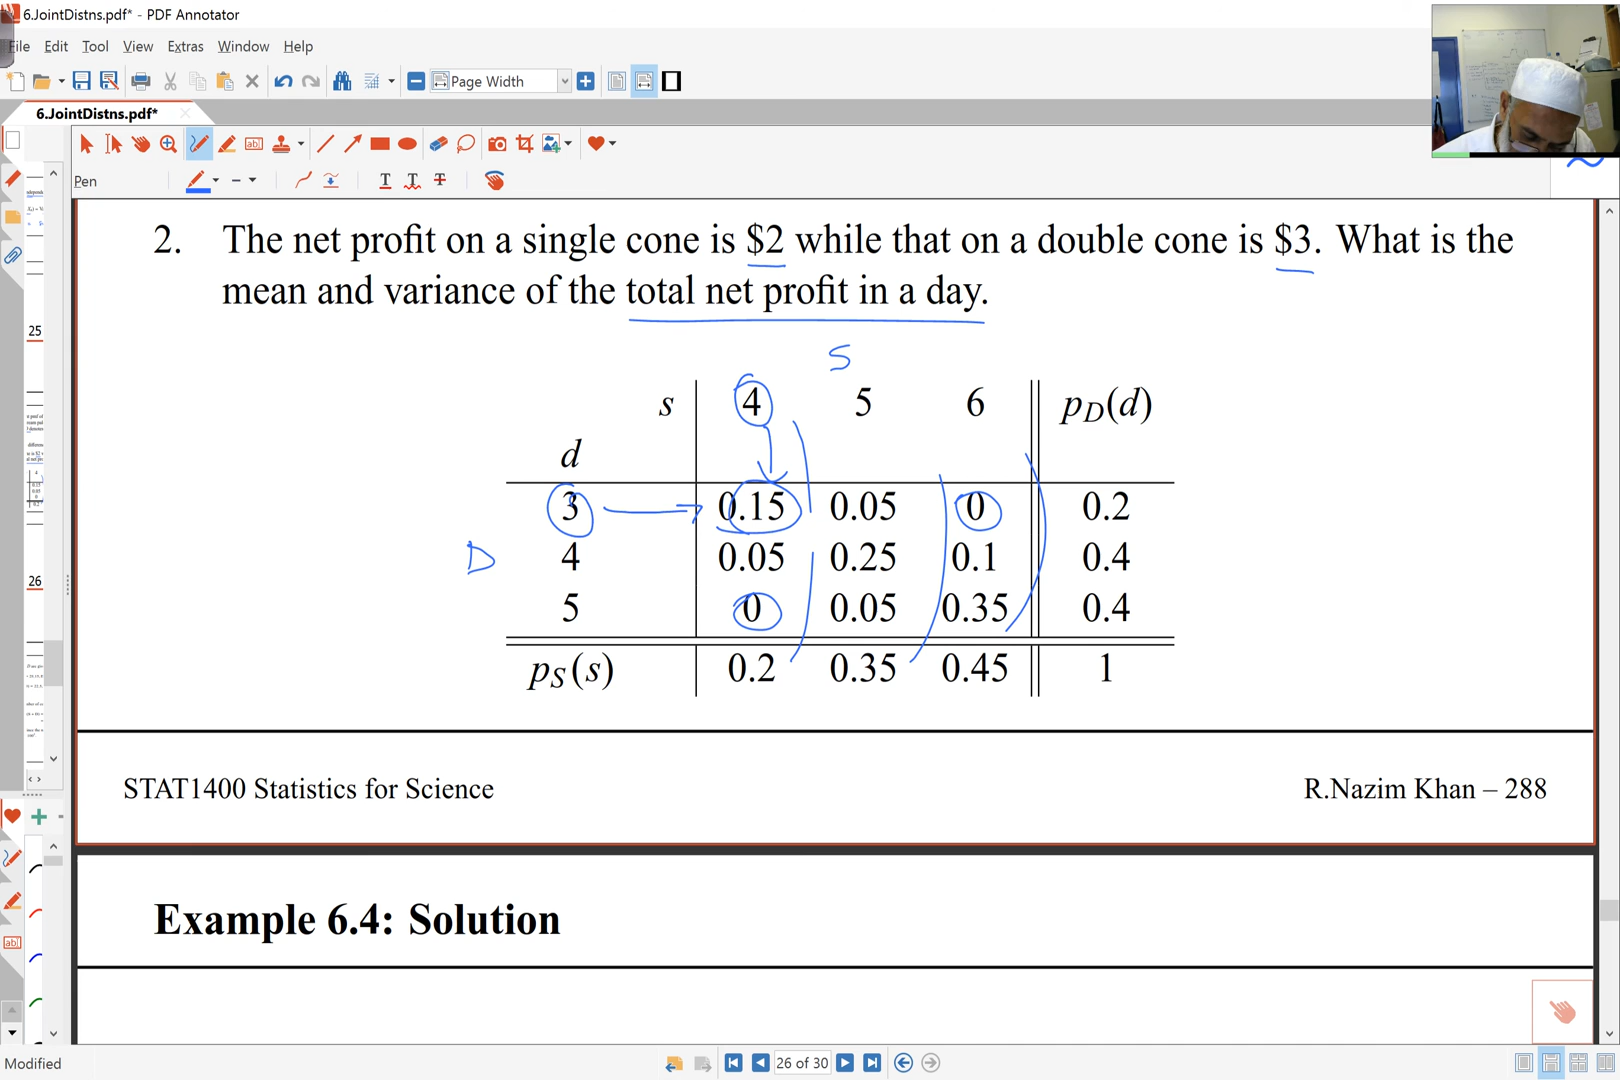 6.JointDistns.pdf* - PDF Annotator
File Edit Tool View Extras Window Help
Page Width
6.JointDistns.pdf*
Pen
2. The net profit on a single cone is $2 while that on a double cone is $3. What is the
mean and variance of the total net profit in a day.
S
s 4 5 6 pD(d)
d
3 0.15 0.05 0 0.2
D 4 0.05 0.25 0.1 0.4
5 0 0.05 0.35 0.4
pS(s) 0.2 0.35 0.45 1
STAT1400 Statistics for Science R.Nazim Khan – 288
Example 6.4: Solution
25
26
Modified
26 of 30